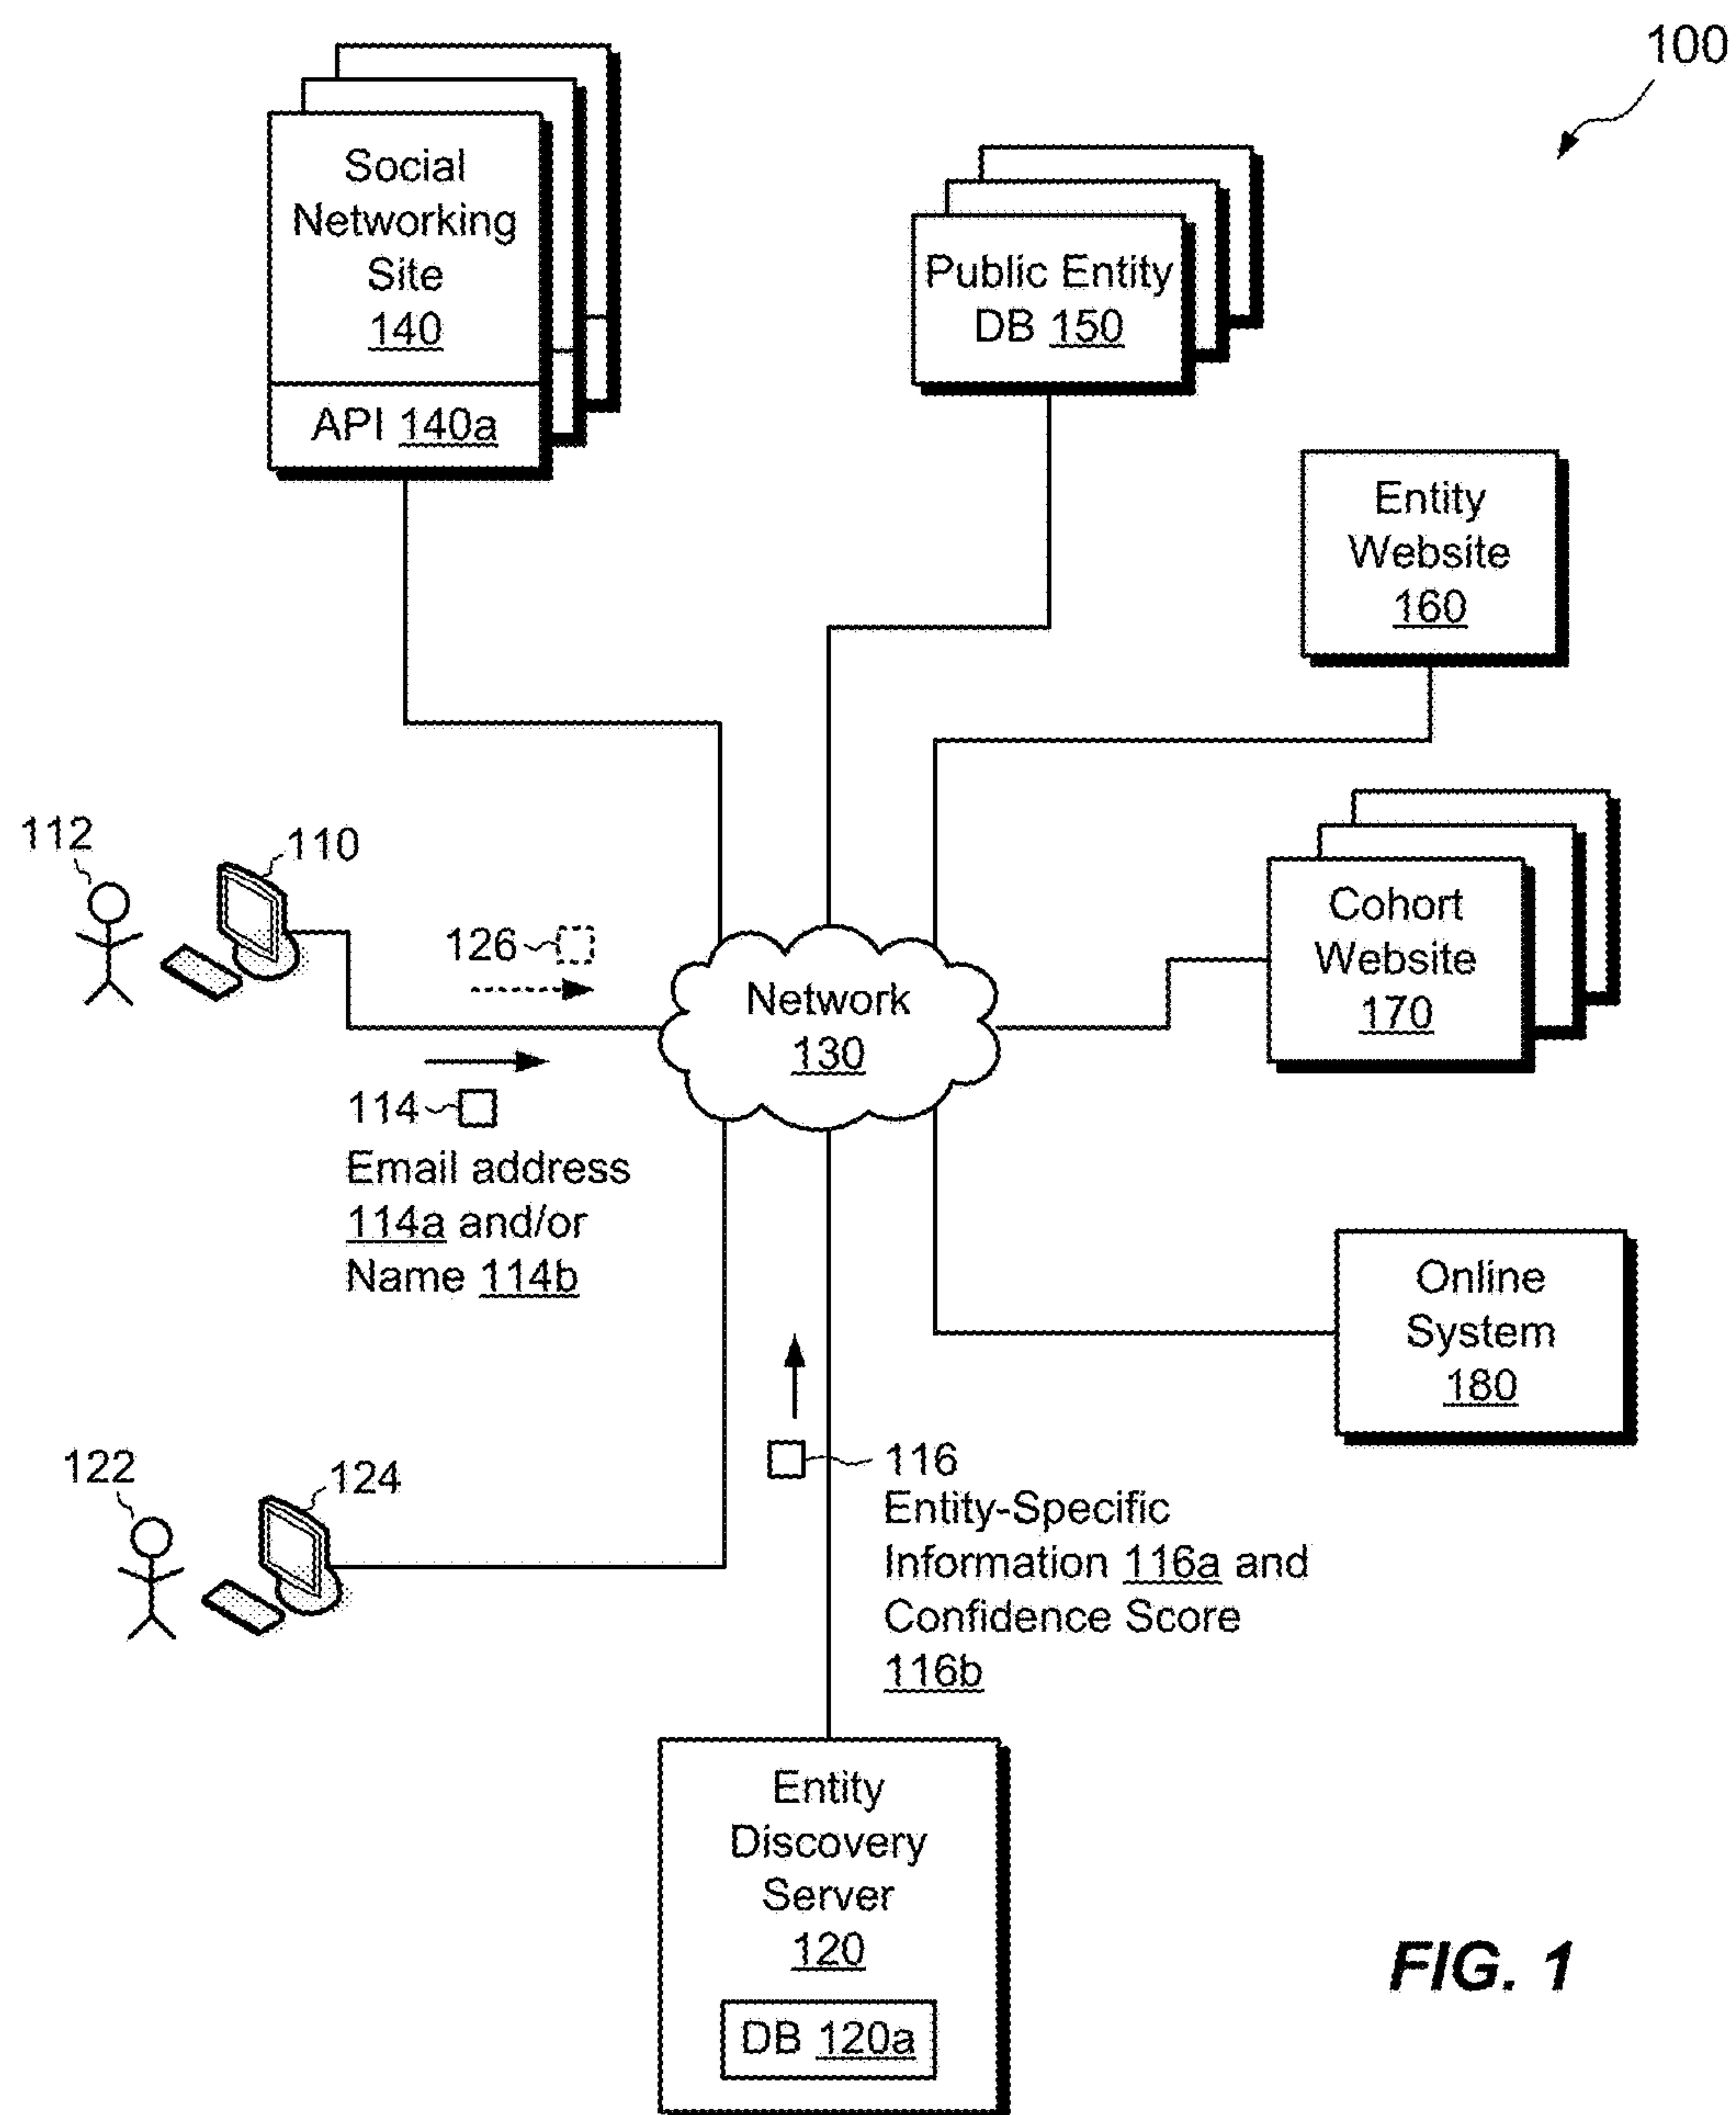 100
Social
Networking
Site
140
API 140a
Public Entity
DB 150
Entity
Website
160
112
110
126
Cohort
Website
170
Network
130
114
Email address
114a and/or
Name 114b
Online
System
180
122
124
116
Entity-Specific
Information 116a and
Confidence Score
116b
Entity
Discovery
Server
120
DB 120a
FIG. 1